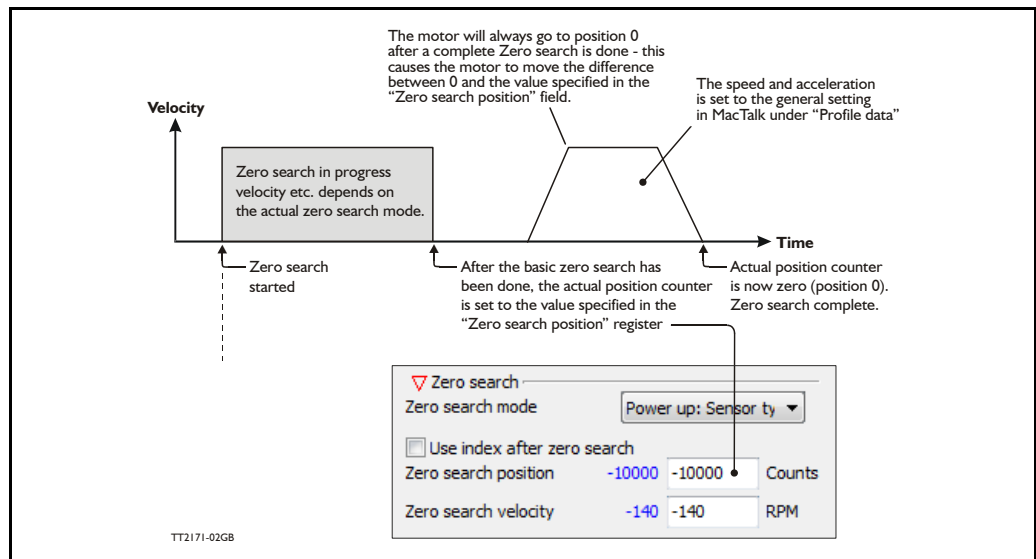 The motor will always go to position 0
after a complete Zero search is done - this
causes the motor to move the difference
between 0 and the value specified in the
“Zero search position” field.
The speed and acceleration
is set to the general setting
in MacTalk under “Profile data”
Velocity
Zero search in progress
velocity etc. depends on
the actual zero search mode.
Time
Zero search
started
After the basic zero search has
been done, the actual position counter
is set to the value specified in the
“Zero search position” register
Actual position counter
is now zero (position 0).
Zero search complete.
Zero search
Zero search mode Power up: Sensor ty
Use index after zero search
Zero search position -10000 -10000 Counts
Zero search velocity -140 -140 RPM
TT2171-02GB